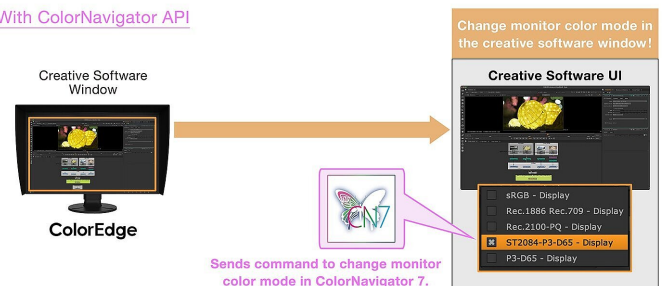 With ColorNavigator API
Change monitor color mode in
the creative software window!
Creative Software
Window
Creative Software UI
ColorEdge
CN7
sRGB - Display
Rec.1886 Rec.709 - Display
Rec.2100-PQ - Display
ST2084-P3-D65 - Display
P3-D65 - Display
Sends command to change monitor
color mode in ColorNavigator 7.